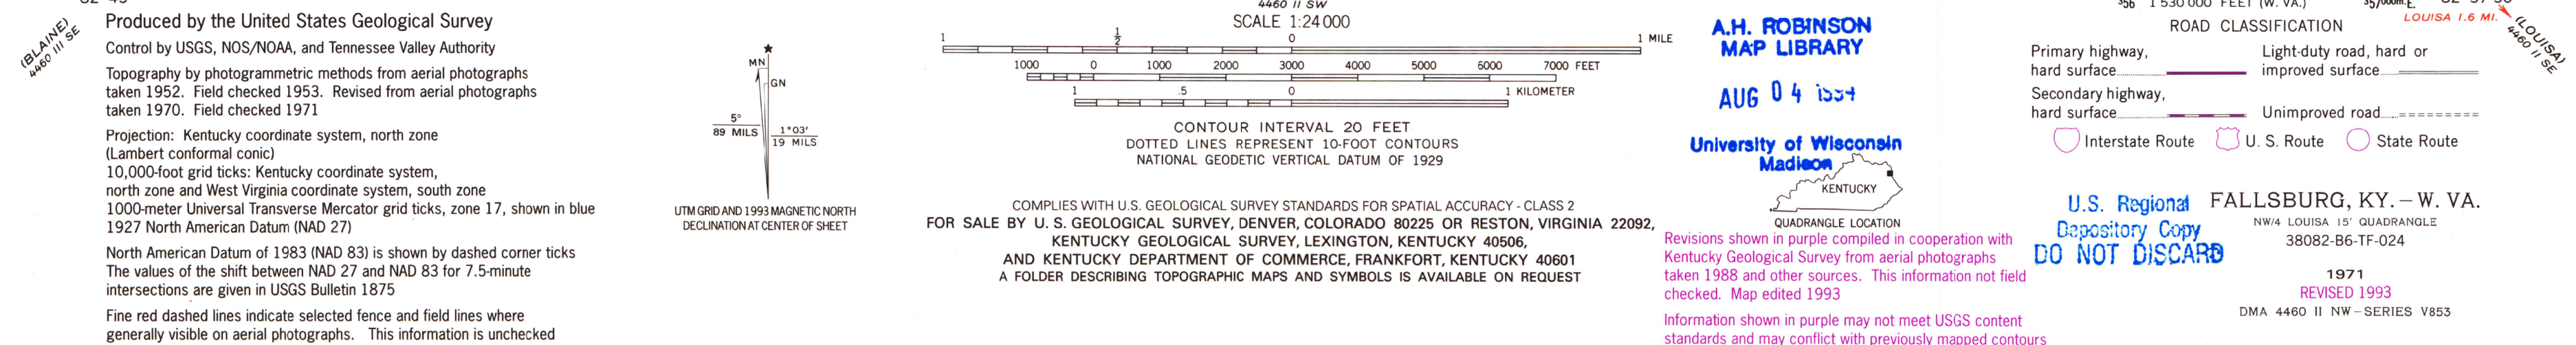 (BLAINE)
4460 III SE
Produced by the United States Geological Survey
Control by USGS, NOS/NOAA, and Tennessee Valley Authority
Topography by photogrammetric methods from aerial photographs
taken 1952. Field checked 1953. Revised from aerial photographs
taken 1970. Field checked 1971
Projection: Kentucky coordinate system, north zone
(Lambert conformal conic)
10,000-foot grid ticks: Kentucky coordinate system,
north zone and West Virginia coordinate system, south zone
1000-meter Universal Transverse Mercator grid ticks, zone 17, shown in blue
1927 North American Datum (NAD 27)
North American Datum of 1983 (NAD 83) is shown by dashed corner ticks
The values of the shift between NAD 27 and NAD 83 for 7.5-minute
intersections are given in USGS Bulletin 1875
Fine red dashed lines indicate selected fence and field lines where
generally visible on aerial photographs. This information is unchecked
MN
GN
5°
89 MILS
1°03'
19 MILS
UTM GRID AND 1993 MAGNETIC NORTH
DECLINATION AT CENTER OF SHEET
4460 II SW
SCALE 1:24 000
1 ½ 0 1 MILE
1000 0 1000 2000 3000 4000 5000 6000 7000 FEET
1 .5 0 1 KILOMETER
CONTOUR INTERVAL 20 FEET
DOTTED LINES REPRESENT 10-FOOT CONTOURS
NATIONAL GEODETIC VERTICAL DATUM OF 1929
COMPLIES WITH U.S. GEOLOGICAL SURVEY STANDARDS FOR SPATIAL ACCURACY - CLASS 2
FOR SALE BY U. S. GEOLOGICAL SURVEY, DENVER, COLORADO 80225 OR RESTON, VIRGINIA 22092,
KENTUCKY GEOLOGICAL SURVEY, LEXINGTON, KENTUCKY 40506,
AND KENTUCKY DEPARTMENT OF COMMERCE, FRANKFORT, KENTUCKY 40601
A FOLDER DESCRIBING TOPOGRAPHIC MAPS AND SYMBOLS IS AVAILABLE ON REQUEST
A.H. ROBINSON
MAP LIBRARY
AUG 04
University of Wisconsin
Madison
KENTUCKY
QUADRANGLE LOCATION
Revisions shown in purple compiled in cooperation with
Kentucky Geological Survey from aerial photographs
taken 1988 and other sources. This information not field
checked. Map edited 1993
Information shown in purple may not meet USGS content
standards and may conflict with previously mapped contours
356 1 530 000 FEET (W. VA.)
LOUISA 1.6 MI.
(LOUISA)
4460 II SE
ROAD CLASSIFICATION
Primary highway,
hard surface
Light-duty road, hard or
improved surface
Secondary highway,
hard surface
Unimproved road
Interstate Route
U. S. Route
State Route
U.S. Regional
Depository Copy
DO NOT DISCARD
FALLSBURG, KY. – W. VA.
NW/4 LOUISA 15' QUADRANGLE
38082-B6-TF-024
1971
REVISED 1993
DMA 4460 II NW – SERIES V853